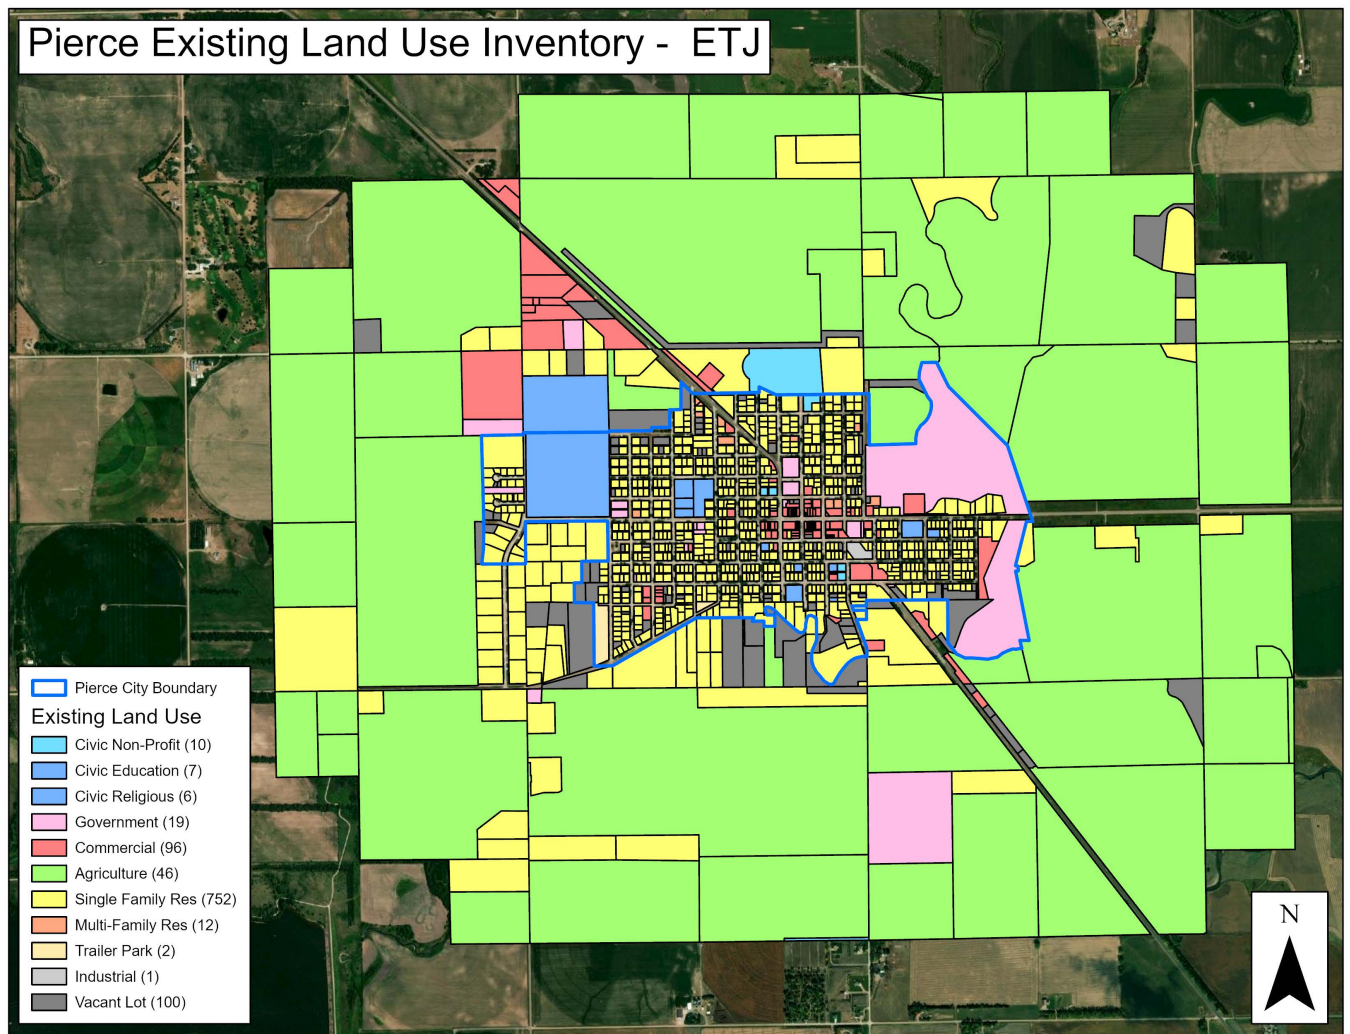 Pierce Existing Land Use Inventory -  ETJ
Pierce City Boundary
Existing Land Use
Civic Non-Profit (10)
Civic Education (7)
Civic Religious (6)
Government (19)
Commercial (96)
Agriculture (46)
Single Family Res (752)
Multi-Family Res (12)
Trailer Park (2)
Industrial (1)
Vacant Lot (100)
N